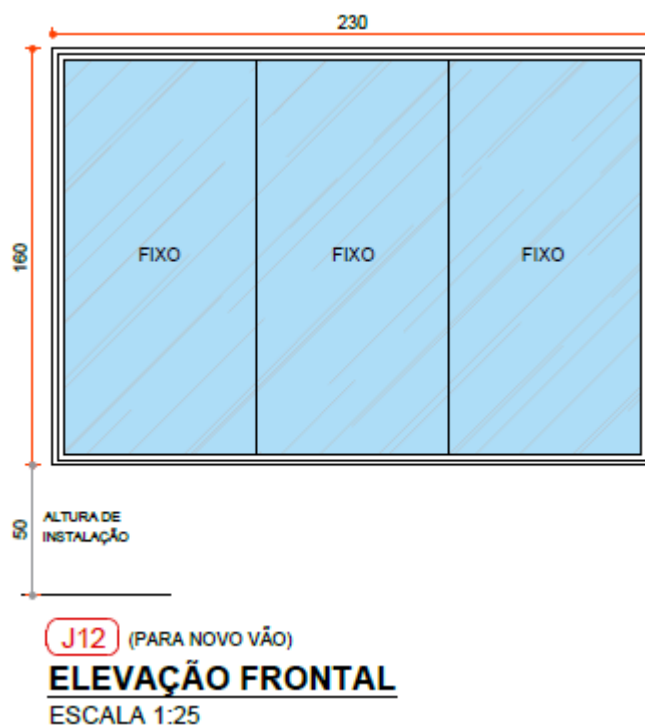 230
160
FIXO
FIXO
FIXO
50
ALTURA DE
INSTALAÇÃO
J12 (PARA NOVO VÃO)
ELEVAÇÃO FRONTAL
ESCALA 1:25